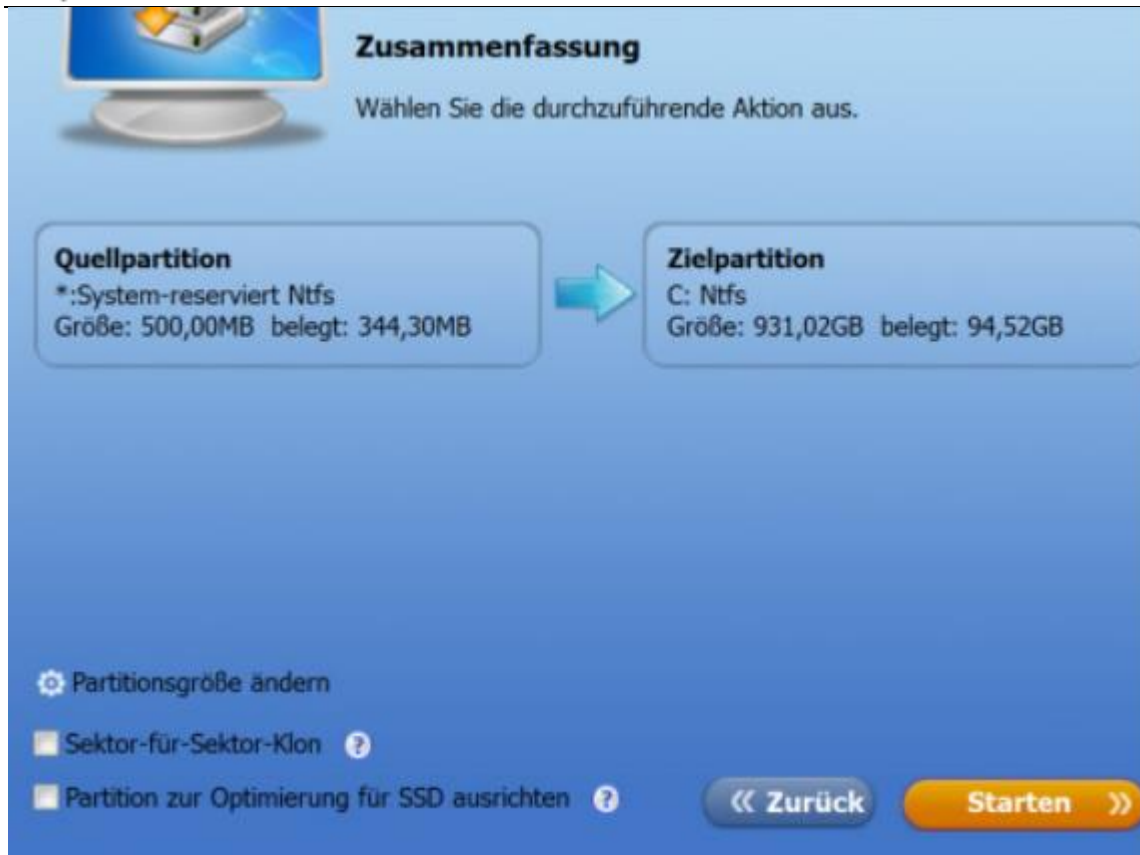 Zusammenfassung
Wählen Sie die durchzuführende Aktion aus.
Quellpartition
*:System-reserviert Ntfs
Größe: 500,00MB belegt: 344,30MB
Zielpartition
C: Ntfs
Größe: 931,02GB belegt: 94,52GB
Partitionsgröße ändern
Sektor-für-Sektor-Klon ?
Partition zur Optimierung für SSD ausrichten ?
« Zurück
Starten »